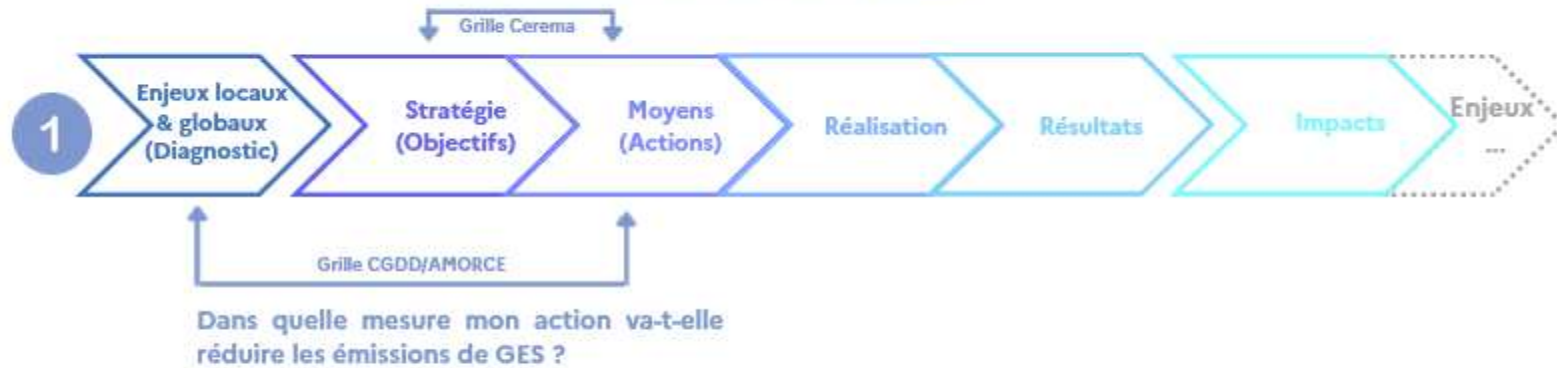 Grille Cerema
1
Enjeux locaux
& globaux
(Diagnostic)
Stratégie
(Objectifs)
Moyens
(Actions)
Réalisation
Résultats
Impacts
Enjeux
...
Grille CGDD/AMORCE
Dans quelle mesure mon action va-t-elle
réduire les émissions de GES ?